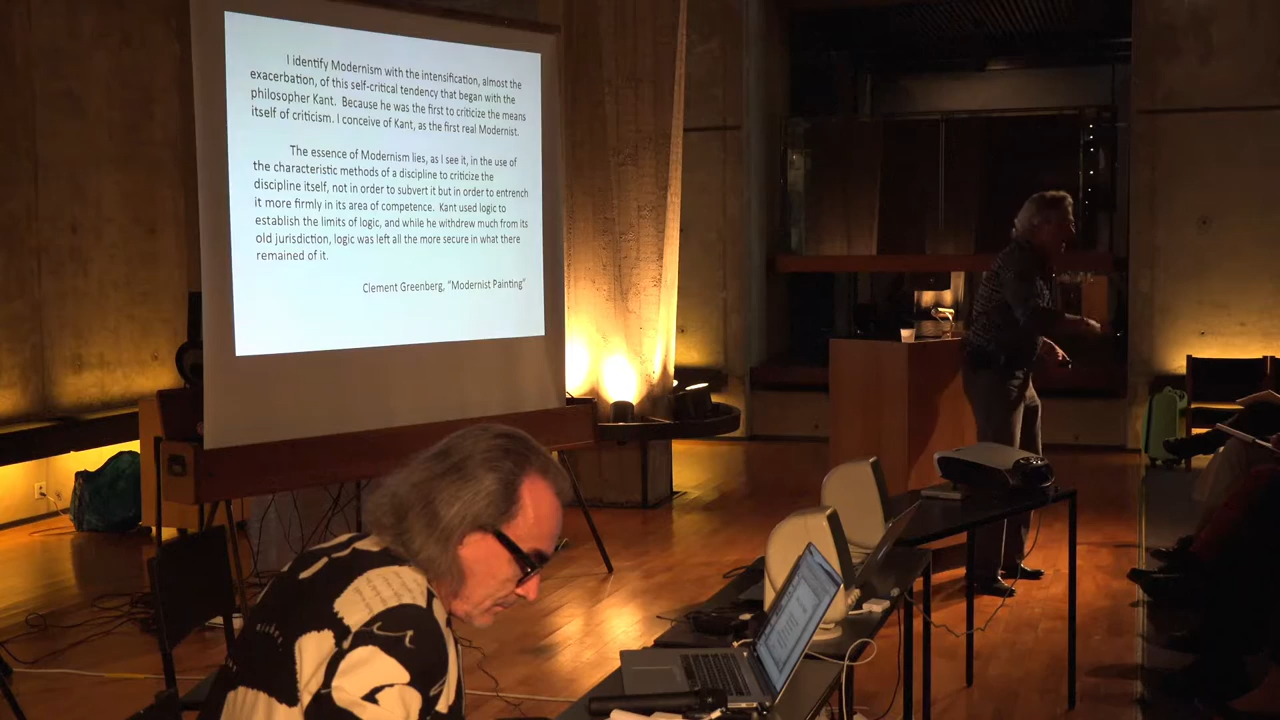 I identify Modernism with the intensification, almost the
exacerbation, of this self-critical tendency that began with the
philosopher Kant. Because he was the first to criticize the means
itself of criticism. I conceive of Kant, as the first real Modernist.
The essence of Modernism lies, as I see it, in the use of
the characteristic methods of a discipline to criticize the
discipline itself, not in order to subvert it but in order to entrench
it more firmly in its area of competence. Kant used logic to
establish the limits of logic, and while he withdrew much from its
old jurisdiction, logic was left all the more secure in what there
remained of it.
Clement Greenberg, "Modernist Painting"